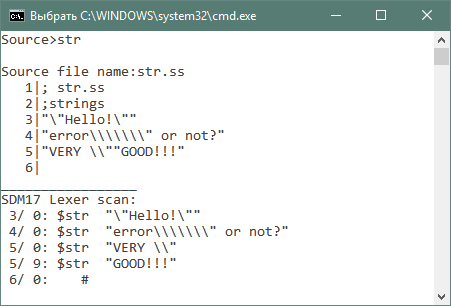 Выбрать C:\WINDOWS\system32\cmd.exe
Source>str
Source file name:str.ss
1|; str.ss
2|;strings
3|"\"Hello!\""
4|"error\\\\\\\" or not?"
5|"VERY \\""GOOD!!!"
6|
_________________
SDM17 Lexer scan:
3/ 0: $str  "\"Hello!\""
4/ 0: $str  "error\\\\\\\" or not?"
5/ 0: $str  "VERY \\"
5/ 9: $str  "GOOD!!!"
6/ 0:    #